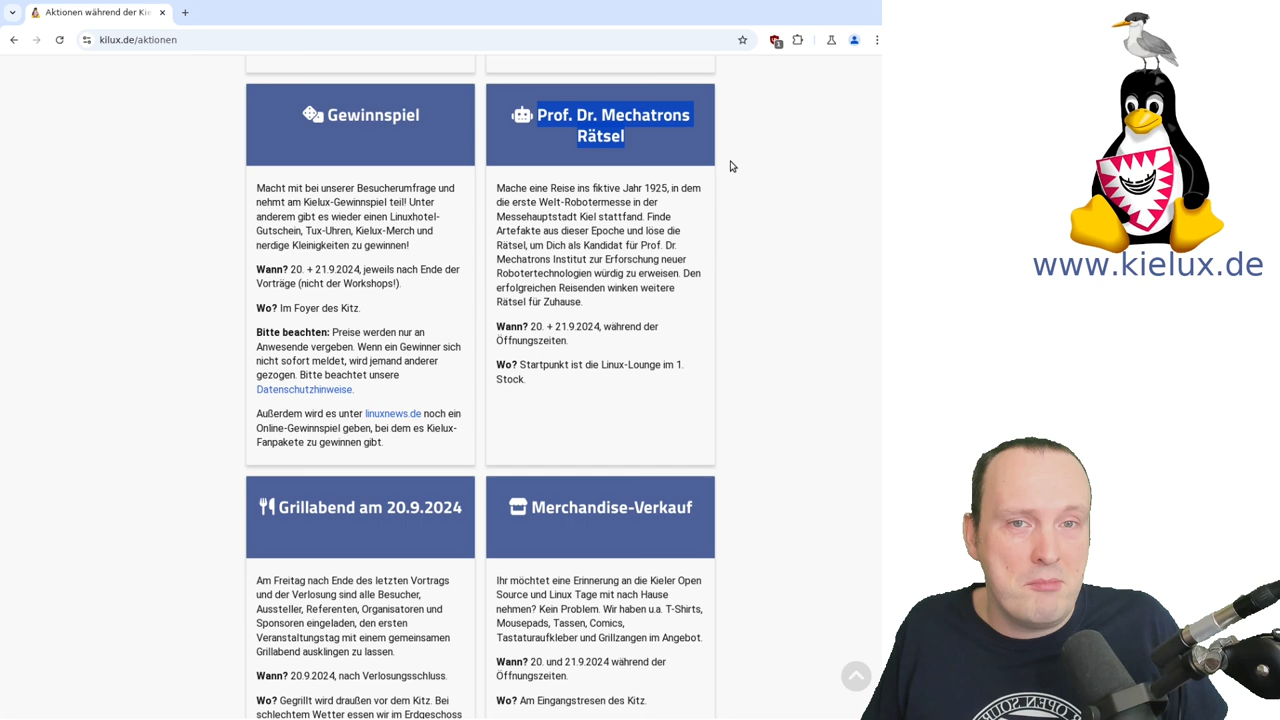 Aktionen während der Kie
kilux.de/aktionen
1
Gewinnspiel
Macht mit bei unserer Besucherumfrage und
nehmt am Kielux-Gewinnspiel teil! Unter
anderem gibt es wieder einen Linuxhotel-
Gutschein, Tux-Uhren, Kielux-Merch und
nerdige Kleinigkeiten zu gewinnen!
Wann? 20. + 21.9.2024, jeweils nach Ende der
Vorträge (nicht der Workshops!).
Wo? Im Foyer des Kitz.
Bitte beachten: Preise werden nur an
Anwesende vergeben. Wenn ein Gewinner sich
nicht sofort meldet, wird jemand anderer
gezogen. Bitte beachtet unsere
Datenschutzhinweise.
Außerdem wird es unter linuxnews.de noch ein
Online-Gewinnspiel geben, bei dem es Kielux-
Fanpakete zu gewinnen gibt.
Prof. Dr. Mechatrons
Rätsel
Mache eine Reise ins fiktive Jahr 1925, in dem
die erste Welt-Robotermesse in der
Messehauptstadt Kiel stattfand. Finde
Artefakte aus dieser Epoche und löse die
Rätsel, um Dich als Kandidat für Prof. Dr.
Mechatrons Institut zur Erforschung neuer
Robotertechnologien würdig zu erweisen. Den
erfolgreichen Reisenden winken weitere
Rätsel für Zuhause.
Wann? 20. + 21.9.2024, während der
Öffnungszeiten.
Wo? Startpunkt ist die Linux-Lounge im 1.
Stock.
Grillabend am 20.9.2024
Am Freitag nach Ende des letzten Vortrags
und der Verlosung sind alle Besucher,
Aussteller, Referenten, Organisatoren und
Sponsoren eingeladen, den ersten
Veranstaltungstag mit einem gemeinsamen
Grillabend ausklingen zu lassen.
Wann? 20.9.2024, nach Verlosungsschluss.
Wo? Gegrillt wird draußen vor dem Kitz. Bei
schlechtem Wetter essen wir im Erdgeschoss
Merchandise-Verkauf
Ihr möchtet eine Erinnerung an die Kieler Open
Source und Linux Tage mit nach Hause
nehmen? Kein Problem. Wir haben u.a. T-Shirts,
Mousepads, Tassen, Comics,
Tastaturaufkleber und Grillzangen im Angebot.
Wann? 20. und 21.9.2024 während der
Öffnungszeiten.
Wo? Am Eingangstresen des Kitz.
www.kielux.de